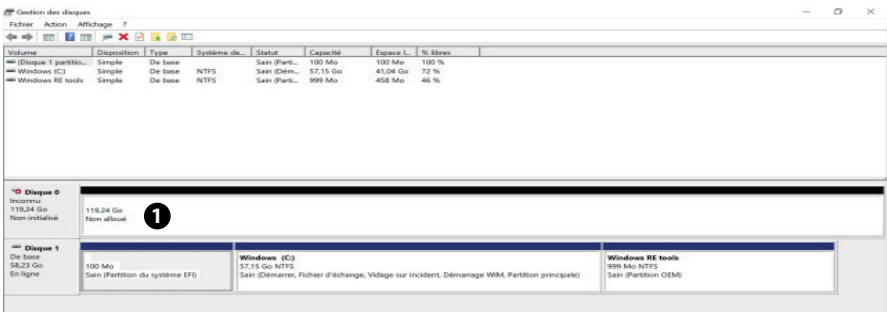 Gestion des disques
Fichier Action Affichage ?
Volume Disposition Type Système de... Statut Capacité Espace l... % libres
(Disque 1 partitio... Simple De base Sain (Parti... 100 Mo 100 Mo 100 %
Windows (C:) Simple De base NTFS Sain (Dém... 57,15 Go 41,04 Go 72 %
Windows RE tools Simple De base NTFS Sain (Parti... 999 Mo 458 Mo 46 %
Disque 0
Inconnu
119,24 Go
Non initialisé
119,24 Go
Non alloué
1
Disque 1
De base
58,23 Go
En ligne
100 Mo
Sain (Partition du système EFI)
Windows (C:)
57,15 Go NTFS
Sain (Démarrer, Fichier d'échange, Vidage sur incident, Démarrage WIM, Partition principale)
Windows RE tools
999 Mo NTFS
Sain (Partition OEM)